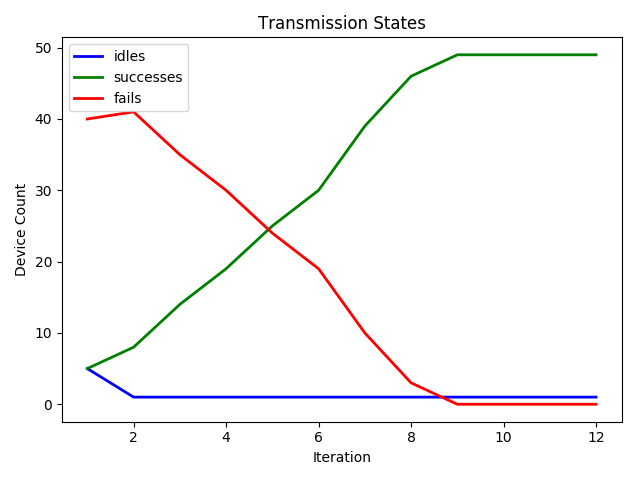 Transmission States
idles
successes
fails
Device Count
50
40
30
20
10
0
2 4 6 8 10 12
Iteration